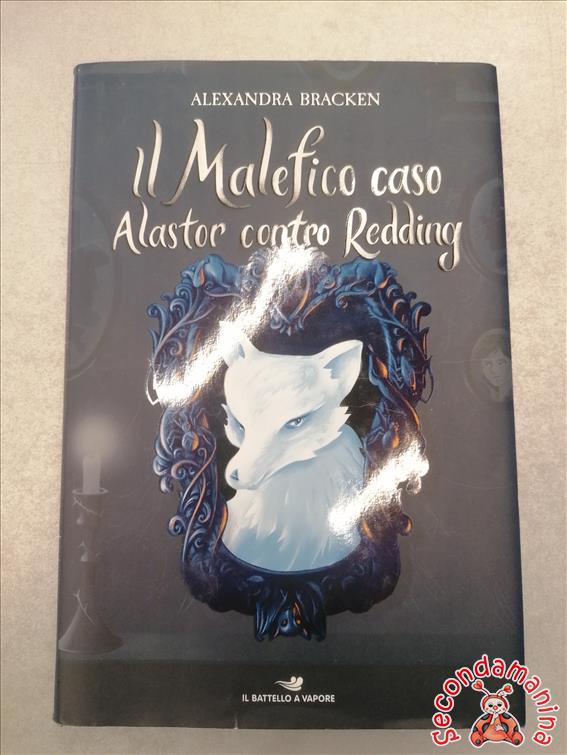 ALEXANDRA BRACKEN
Il Malefico caso
Alastor contro Redding
IL BATTELLO A VAPORE
Secondamanina